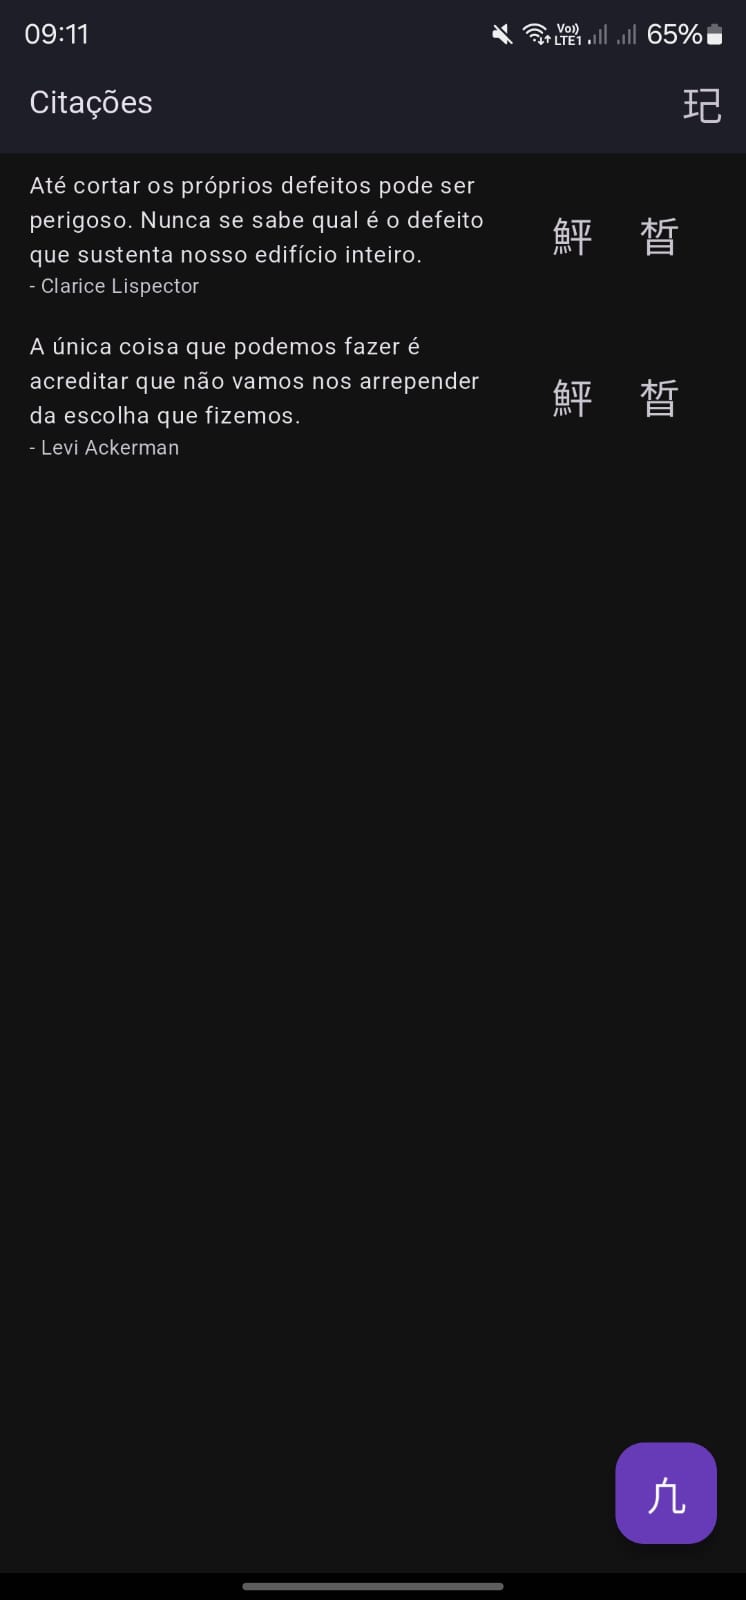 09:11
Vo))
LTE1
65%
Citações
玘
Até cortar os próprios defeitos pode ser
perigoso. Nunca se sabe qual é o defeito
que sustenta nosso edifício inteiro.
- Clarice Lispector
鮃 晳
A única coisa que podemos fazer é
acreditar que não vamos nos arrepender
da escolha que fizemos.
- Levi Ackerman
鮃 晳